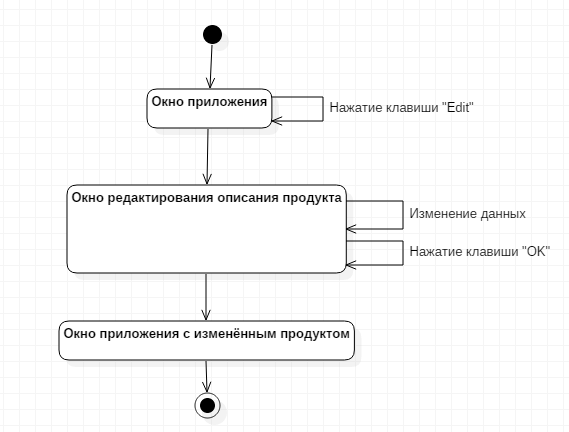 Окно приложения
Нажатие клавиши "Edit"
Окно редактирования описания продукта
Изменение данных
Нажатие клавиши "OK"
Окно приложения с изменённым продуктом